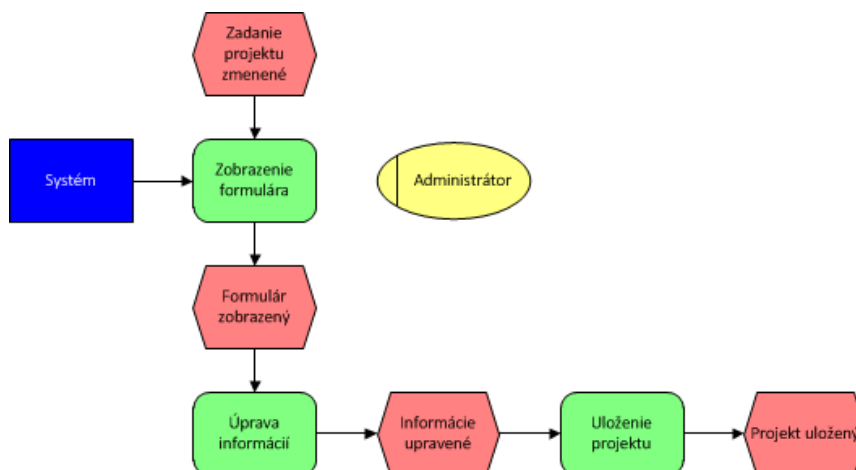 Zadanie
projektu
zmenené
Systém
Zobrazenie
formulára
Administrátor
Formulár
zobrazený
Úprava
informácií
Informácie
upravené
Uloženie
projektu
Projekt uložený